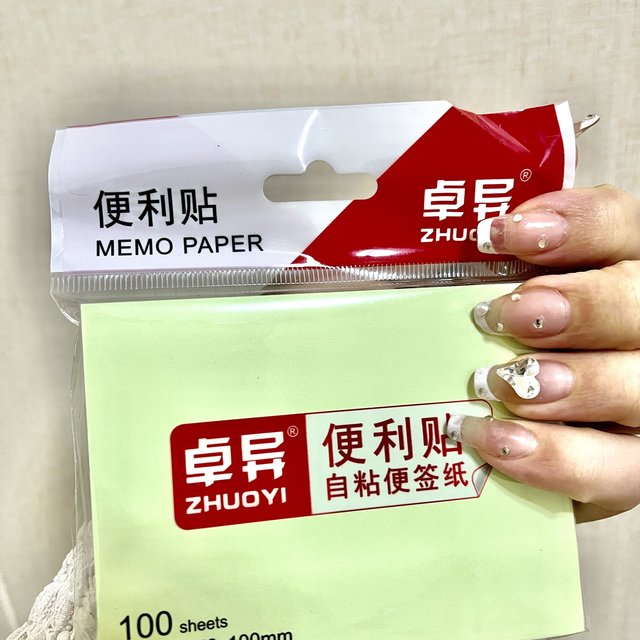 便利贴
MEMO PAPER
卓异®
卓异®
ZHUOYI
便利贴
自粘便签纸
100 sheets
100mm